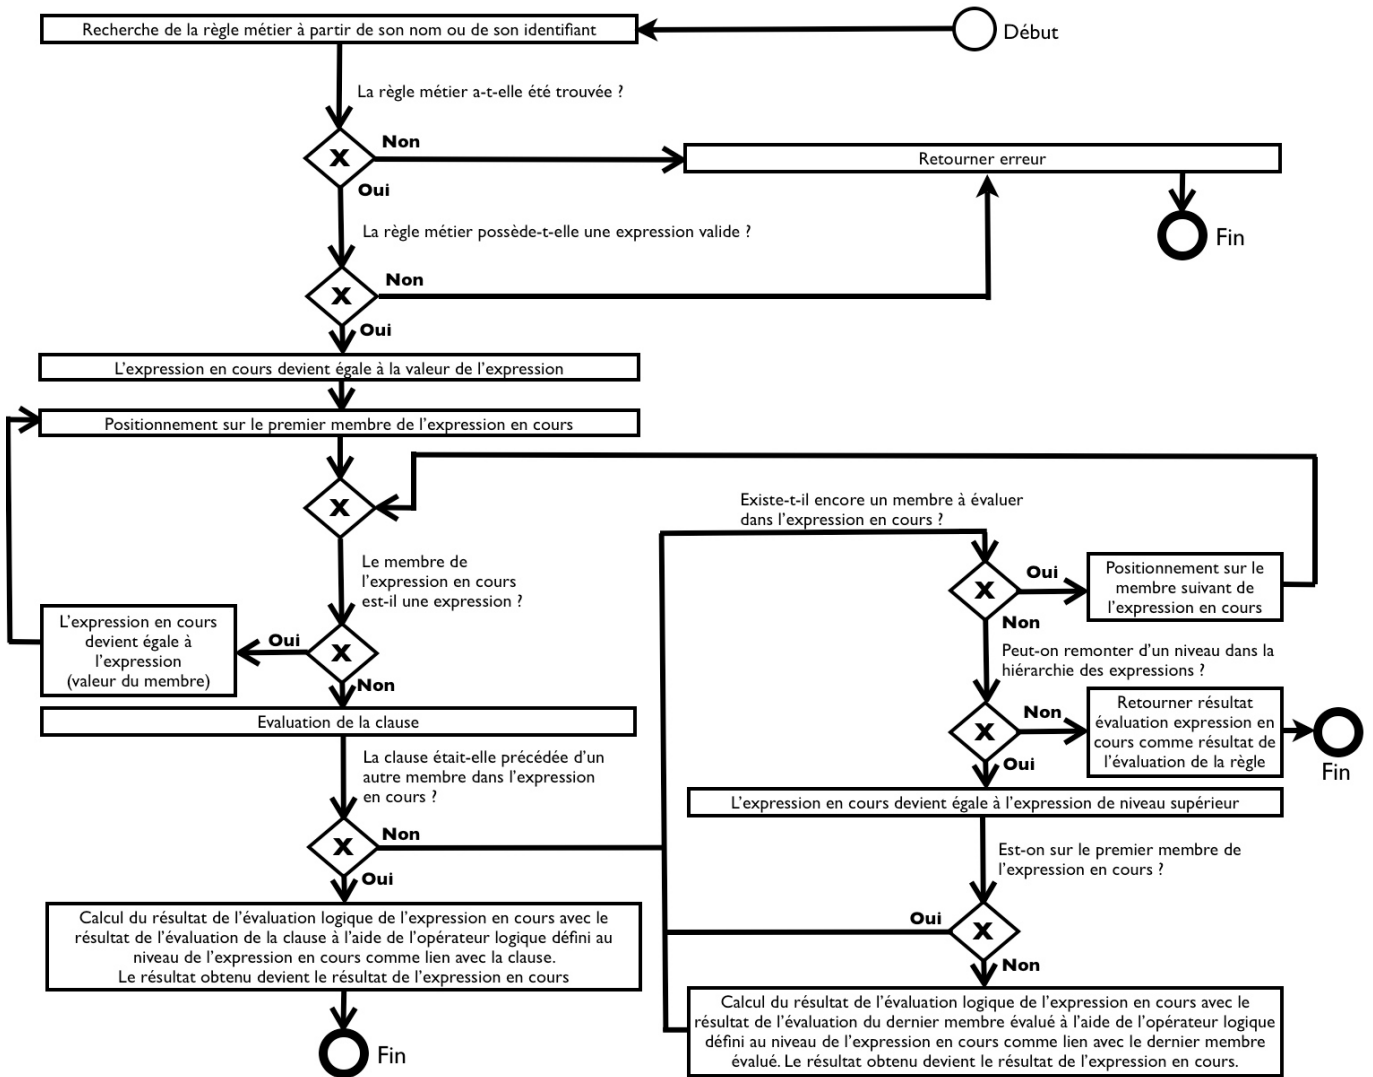 Recherche de la règle métier à partir de son nom ou de son identifiant
Début
La règle métier a-t-elle été trouvée ?
X
Non
Retourner erreur
Oui
Fin
La règle métier possède-t-elle une expression valide ?
X
Non
Oui
L'expression en cours devient égale à la valeur de l'expression
Positionnement sur le premier membre de l'expression en cours
X
Le membre de
l'expression en cours
est-il une expression ?
L'expression en cours
devient égale à
l'expression
(valeur du membre)
Oui
X
Non
Evaluation de la clause
La clause était-elle précédée d'un
autre membre dans l'expression
en cours ?
X
Non
Oui
Calcul du résultat de l'évaluation logique de l'expression en cours avec le
résultat de l'évaluation de la clause à l'aide de l'opérateur logique défini au
niveau de l'expression en cours comme lien avec la clause.
Le résultat obtenu devient le résultat de l'expression en cours
Fin
Existe-t-il encore un membre à évaluer
dans l'expression en cours ?
X
Oui
Positionnement sur le
membre suivant de
l'expression en cours
Non
Peut-on remonter d'un niveau dans la
hiérarchie des expressions ?
X
Non
Retourner résultat
évaluation expression en
cours comme résultat de
l'évaluation de la règle
Fin
Oui
L'expression en cours devient égale à l'expression de niveau supérieur
Est-on sur le premier membre de
l'expression en cours ?
Oui
X
Non
Calcul du résultat de l'évaluation logique de l'expression en cours avec le
résultat de l'évaluation du dernier membre évalué à l'aide de l'opérateur logique
défini au niveau de l'expression en cours comme lien avec le dernier membre
évalué. Le résultat obtenu devient le résultat de l'expression en cours.